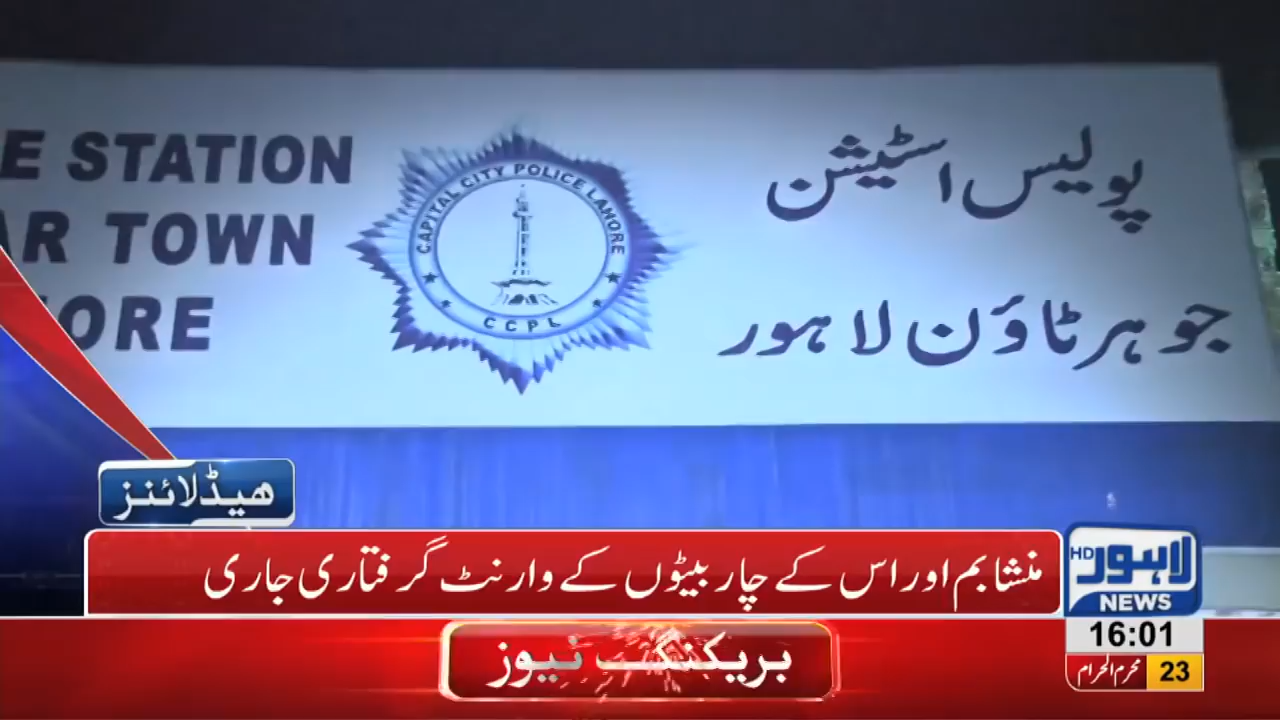 E STATION
AR TOWN
ORE
CAPITAL CITY POLICE LAHORE
CCPL
پولیس اسٹیشن
جوہر ٹاؤن لاہور
ھیڈلائنز
منشا بم اور اس کے چار بیٹوں کے وارنٹ گرفتاری جاری
HD
لاہور
NEWS
16:01
23 محرم الحرام
بریکنگ نیوز